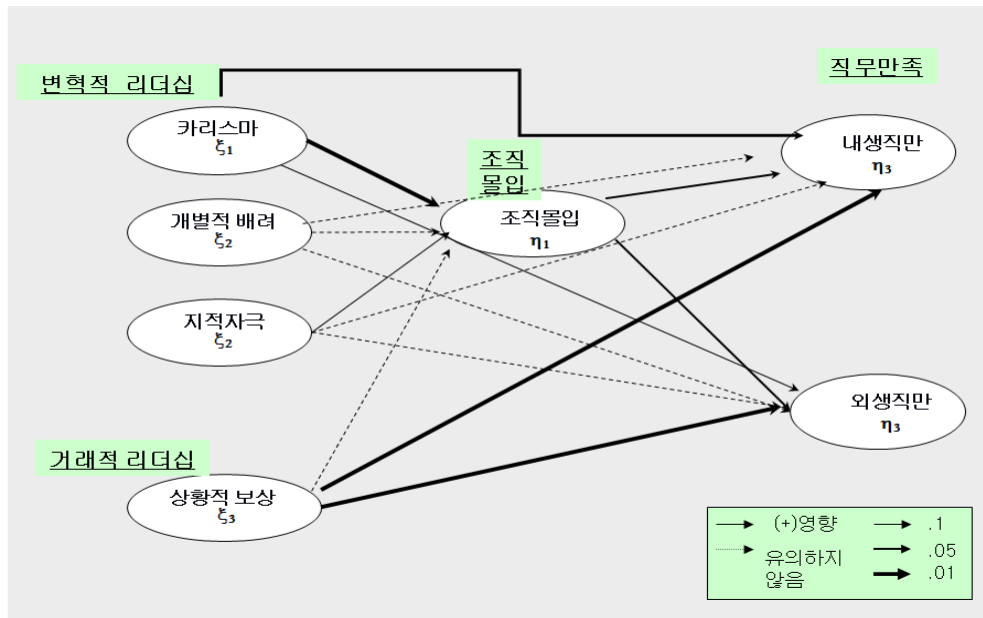 직무만족
변혁적 리더십
카리스마
ξ1
조직
몰입
내생직만
η3
개별적 배려
ξ2
조직몰입
η1
지적자극
ξ2
외생직만
η3
거래적 리더십
상황적 보상
ξ3
(+)영향
.1
유의하지
않음
.05
.01